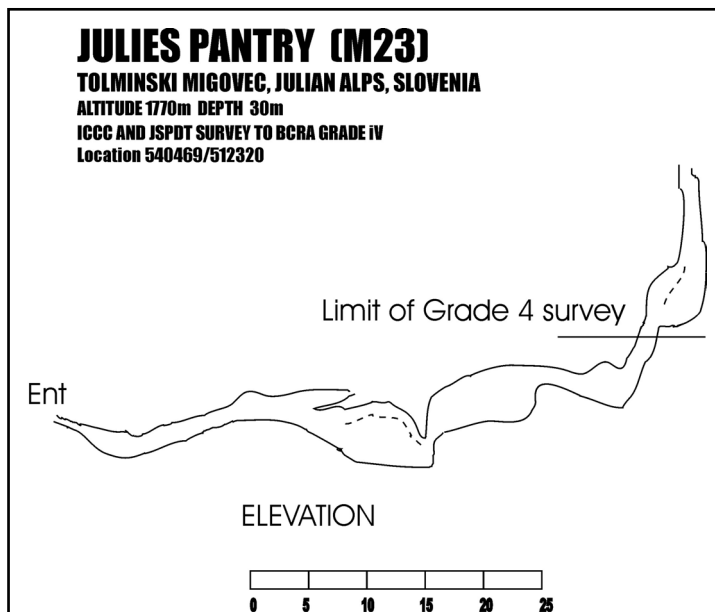 JULIES PANTRY (M23)
TOLMINSKI MIGOVEC, JULIAN ALPS, SLOVENIA
ALTITUDE 1770m DEPTH 30m
ICCC AND JSPDT SURVEY TO BCRA GRADE iV
Location 540469/512320
Limit of Grade 4 survey
Ent
ELEVATION
0 5 10 15 20 25